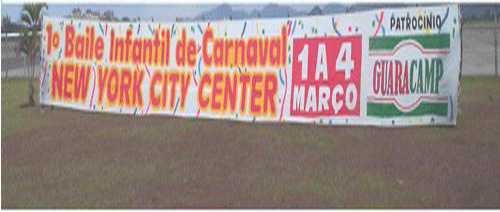 1º Baile Infantil de Carnaval
NEW YORK CITY CENTER
1 A 4
MARÇO
PATROCÍNIO
GUARACAMP